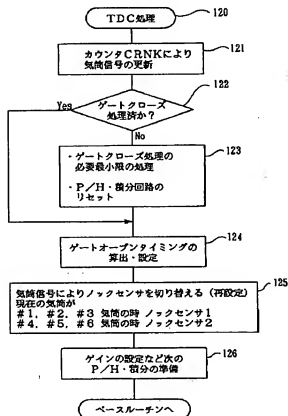 TDC処理
120
カウンタCRNKにより
気筒信号の更新
121
122
Yes
ゲートクローズ
処理済か?
No
・ゲートクローズ処理の
必要最小限の処理
・P/H・積分回路の
リセット
123
ゲートオープンタイミングの
算出・設定
124
125
気筒信号によりノックセンサを切り替える(再設定)
現在の気筒が
#1,#2,#3 気筒の時 ノックセンサ1
#4,#5,#6 気筒の時 ノックセンサ2
ゲインの設定など次の
P/H・積分の準備
126
ベースルーチンへ